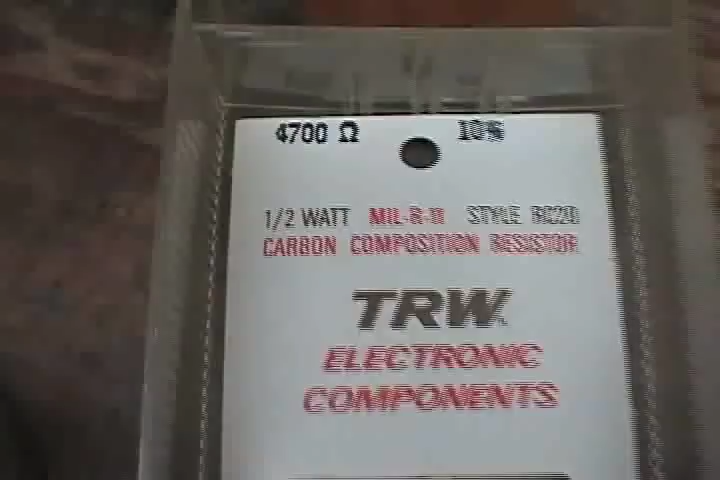 4700 Ω 10%
1/2 WATT MIL-R-11 STYLE RC20
CARBON COMPOSITION RESISTOR
TRW
ELECTRONIC
COMPONENTS